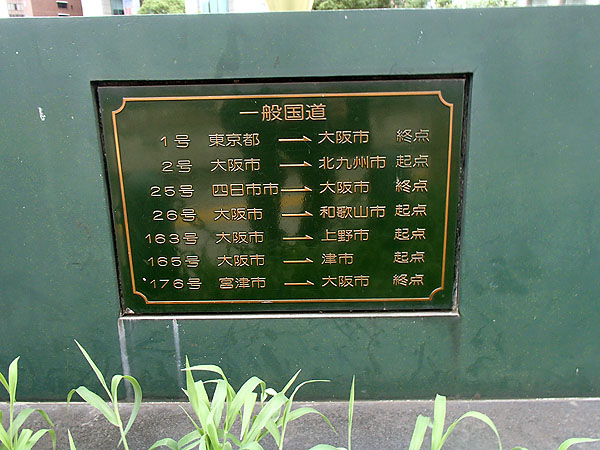 一般国道
1号 東京都 → 大阪市 終点
2号 大阪市 → 北九州市 起点
25号 四日市市 → 大阪市 終点
26号 大阪市 → 和歌山市 起点
163号 大阪市 → 上野市 起点
165号 大阪市 → 津市 起点
176号 宮津市 → 大阪市 終点